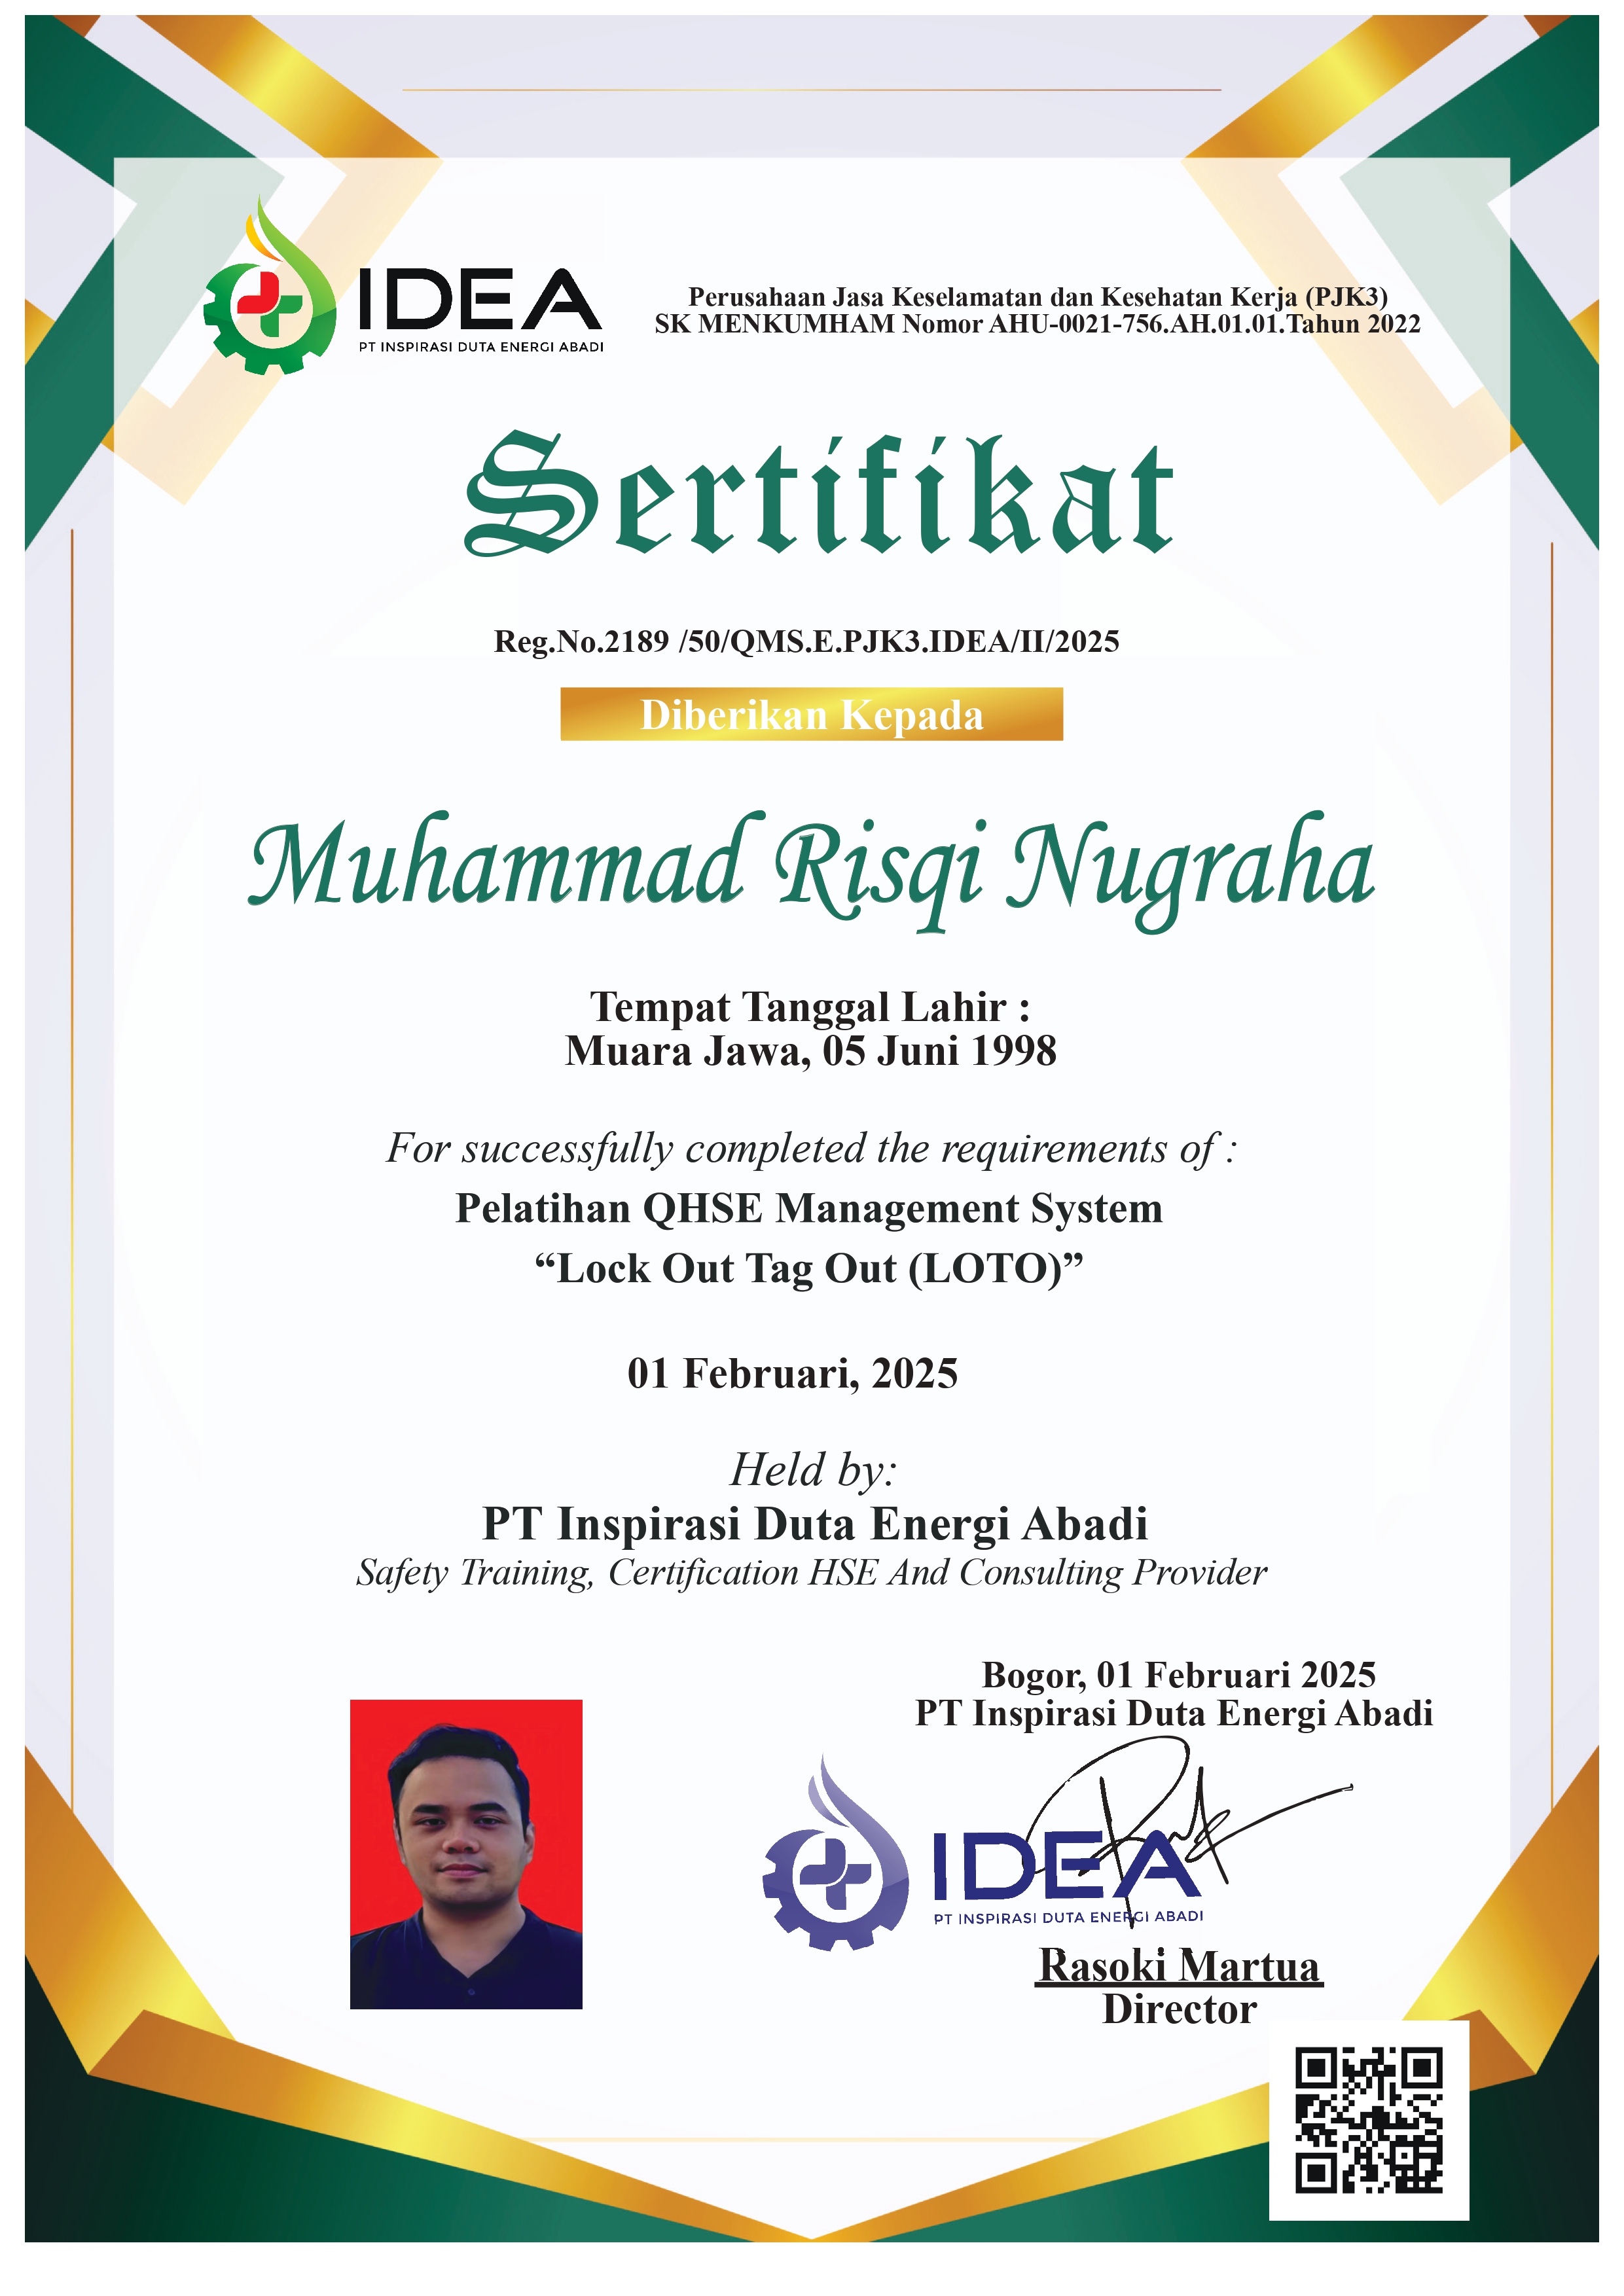 IDEA
PT INSPIRASI DUTA ENERGI ABADI
Perusahaan Jasa Keselamatan dan Kesehatan Kerja (PJK3)
SK MENKUMHAM Nomor AHU-0021-756.AH.01.01.Tahun 2022
Sertifikat
Reg.No.2189 /50/QMS.E.PJK3.IDEA/II/2025
Diberikan Kepada
Muhammad Risqi Nugraha
Tempat Tanggal Lahir :
Muara Jawa, 05 Juni 1998
For successfully completed the requirements of :
Pelatihan QHSE Management System
“Lock Out Tag Out (LOTO)”
01 Februari, 2025
Held by:
PT Inspirasi Duta Energi Abadi
Safety Training, Certification HSE And Consulting Provider
Bogor, 01 Februari 2025
PT Inspirasi Duta Energi Abadi
IDEA
PT INSPIRASI DUTA ENERGI ABADI
Rasoki Martua
Director